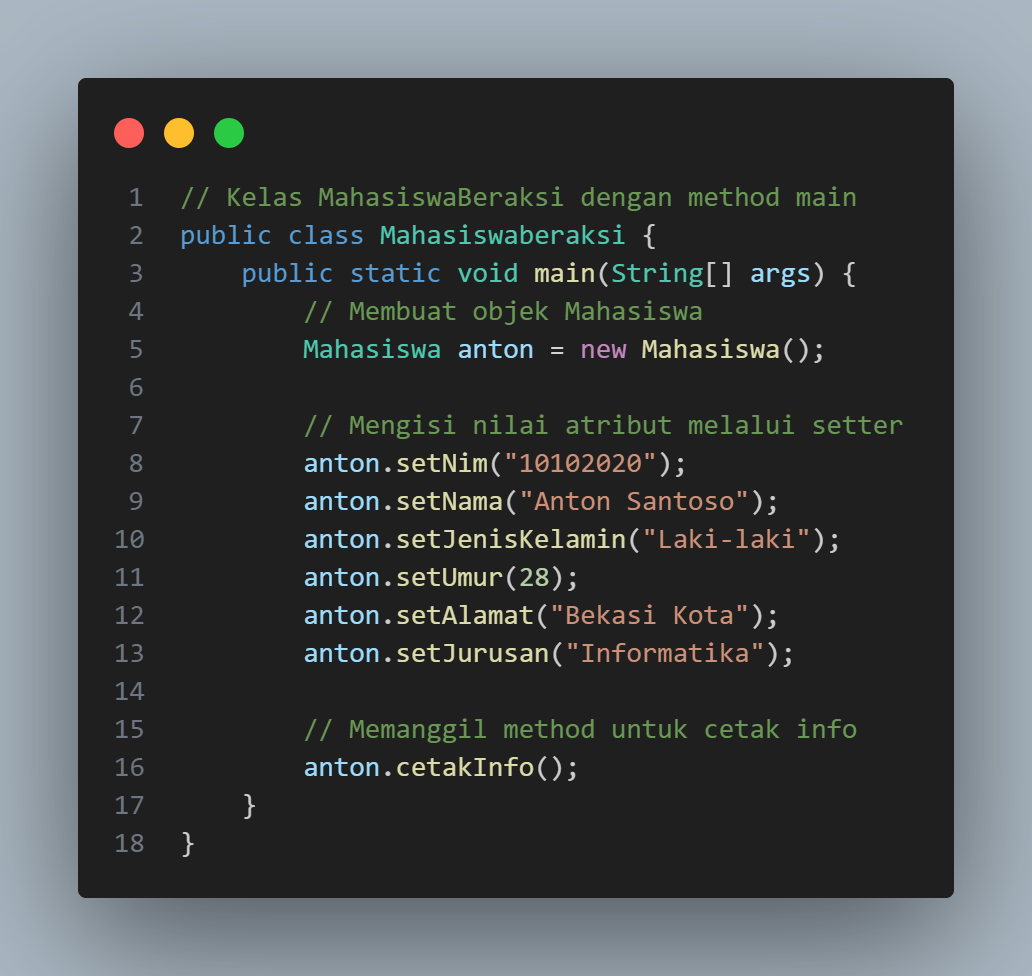 1 // Kelas MahasiswaBeraksi dengan method main
2 public class Mahasiswaberaksi {
3     public static void main(String[] args) {
4         // Membuat objek Mahasiswa
5         Mahasiswa anton = new Mahasiswa();
6
7         // Mengisi nilai atribut melalui setter
8         anton.setNim("10102020");
9         anton.setNama("Anton Santoso");
10         anton.setJenisKelamin("Laki-laki");
11         anton.setUmur(28);
12         anton.setAlamat("Bekasi Kota");
13         anton.setJurusan("Informatika");
14
15         // Memanggil method untuk cetak info
16         anton.cetakInfo();
17     }
18 }